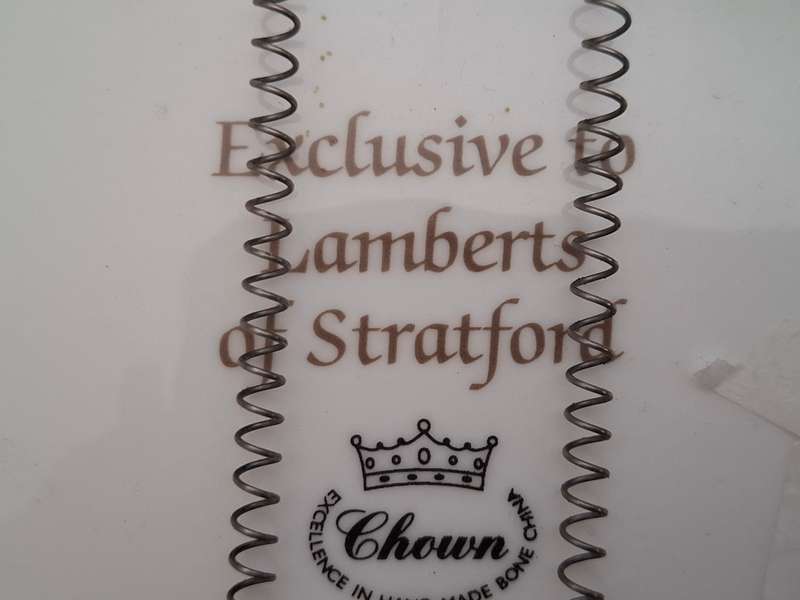 Exclusive to
Lamberts
of Stratford
Chown
EXCELLENCE IN HAND MADE BONE CHINA